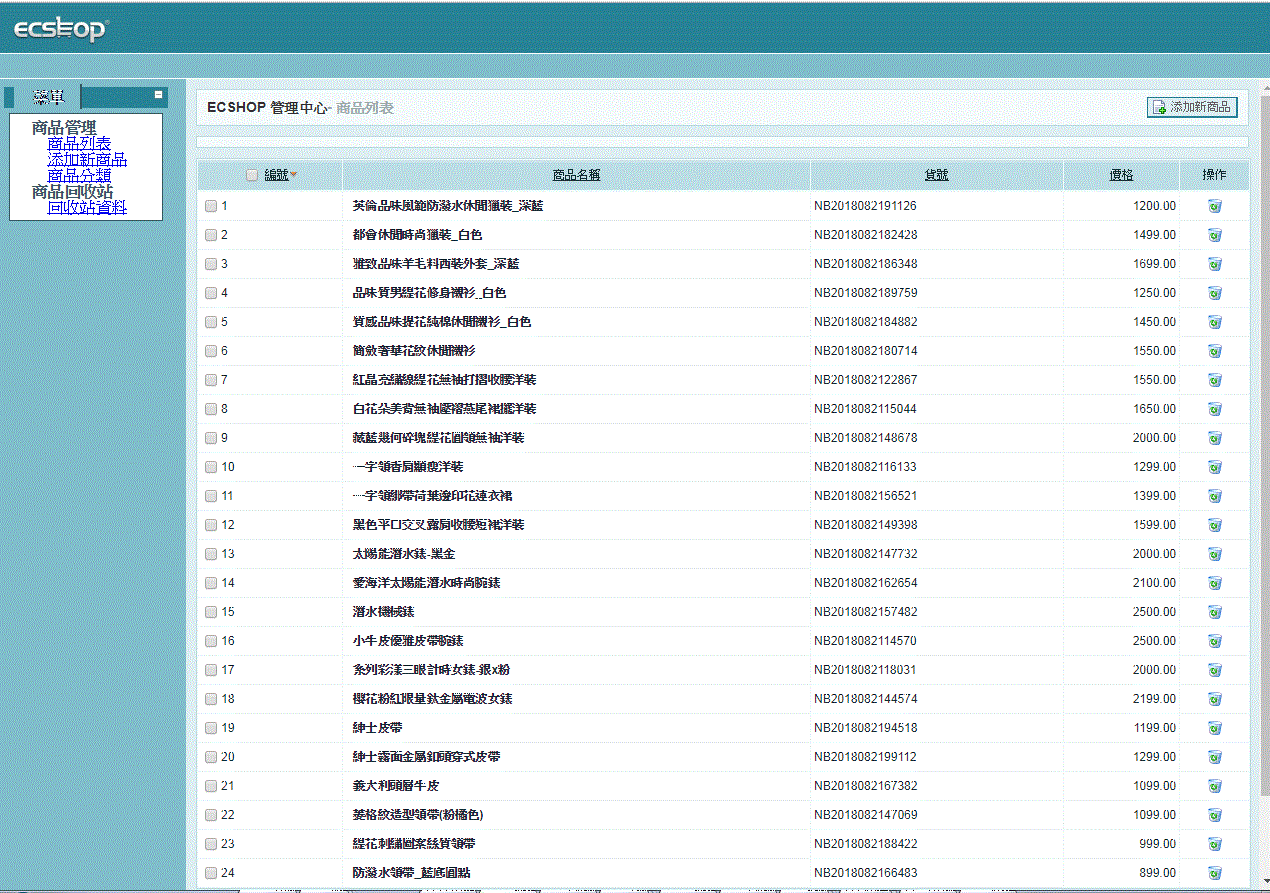 ecshop
菜單
商品管理
商品列表
添加新商品
商品分類
商品回收站
回收站資料
ECSHOP 管理中心- 商品列表
添加新商品
編號 商品名稱 貨號 價格 操作
1 英倫品味風範防潑水休閒獵裝_深藍 NB2018082191126 1200.00
2 都會休閒時尚獵裝_白色 NB2018082182428 1499.00
3 雅致品味羊毛料西裝外套_深藍 NB2018082186348 1699.00
4 品味質男緹花修身襯衫_白色 NB2018082189759 1250.00
5 質感品味提花純棉休閒襯衫_白色 NB2018082184882 1450.00
6 簡斂奢華花紋休閒襯衫 NB2018082180714 1550.00
7 紅晶亮纖線緹花無袖打摺收腰洋裝 NB2018082122867 1550.00
8 白花朵美背無袖壓褶燕尾裙擺洋裝 NB2018082115044 1650.00
9 幾何碎塊緹花圓領無袖洋裝 NB2018082148678 2000.00
10 一字領香肩顯瘦洋裝 NB2018082116133 1299.00
11 一字領綁帶荷葉邊印花連衣裙 NB2018082156521 1399.00
12 黑色平口交叉露肩收腰短裙洋裝 NB2018082149398 1599.00
13 太陽能潛水錶-黑金 NB2018082147732 2000.00
14 愛海洋太陽能潛水時尚腕錶 NB2018082162654 2100.00
15 潛水機械錶 NB2018082157482 2500.00
16 小牛皮優雅皮帶腕錶 NB2018082114570 2500.00
17 系列彩漾三眼計時女錶-銀x粉 NB2018082118031 2000.00
18 櫻花粉紅限量鈦金屬電波女錶 NB2018082144574 2199.00
19 紳士皮帶 NB2018082194518 1199.00
20 紳士霧面金屬釦頭穿式皮帶 NB2018082199112 1299.00
21 義大利頭層牛皮 NB2018082167382 1099.00
22 菱格紋造型領帶(粉橘色) NB2018082147069 1099.00
23 緹花刺繡圖案絲質領帶 NB2018082188422 999.00
24 防潑水領帶_藍底圓點 NB2018082166483 899.00